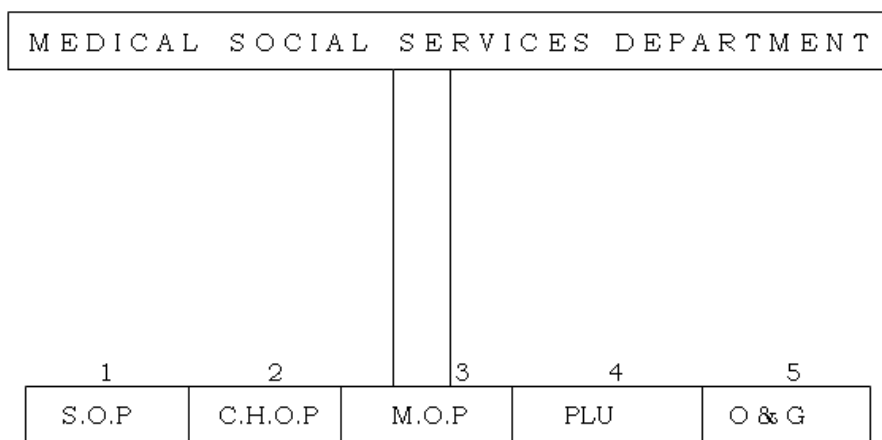 MEDICAL SOCIAL SERVICES DEPARTMENT
1 2 3 4 5
S.O.P C.H.O.P M.O.P PLU O & G